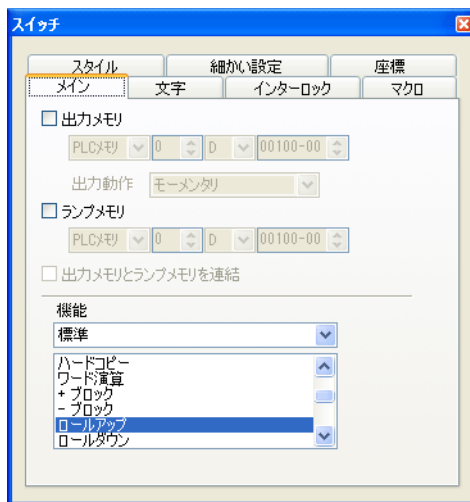 スイッチ
スタイル 細かい設定 座標
メイン 文字 インターロック マクロ
出力メモリ
PLCメモリ 0 D 00100-00
出力動作 モーメンタリ
ランプメモリ
PLCメモリ 0 D 00100-00
出力メモリとランプメモリを連結
機能
標準
ハードコピー
ワード演算
+ ブロック
- ブロック
ロールアップ
ロールダウン